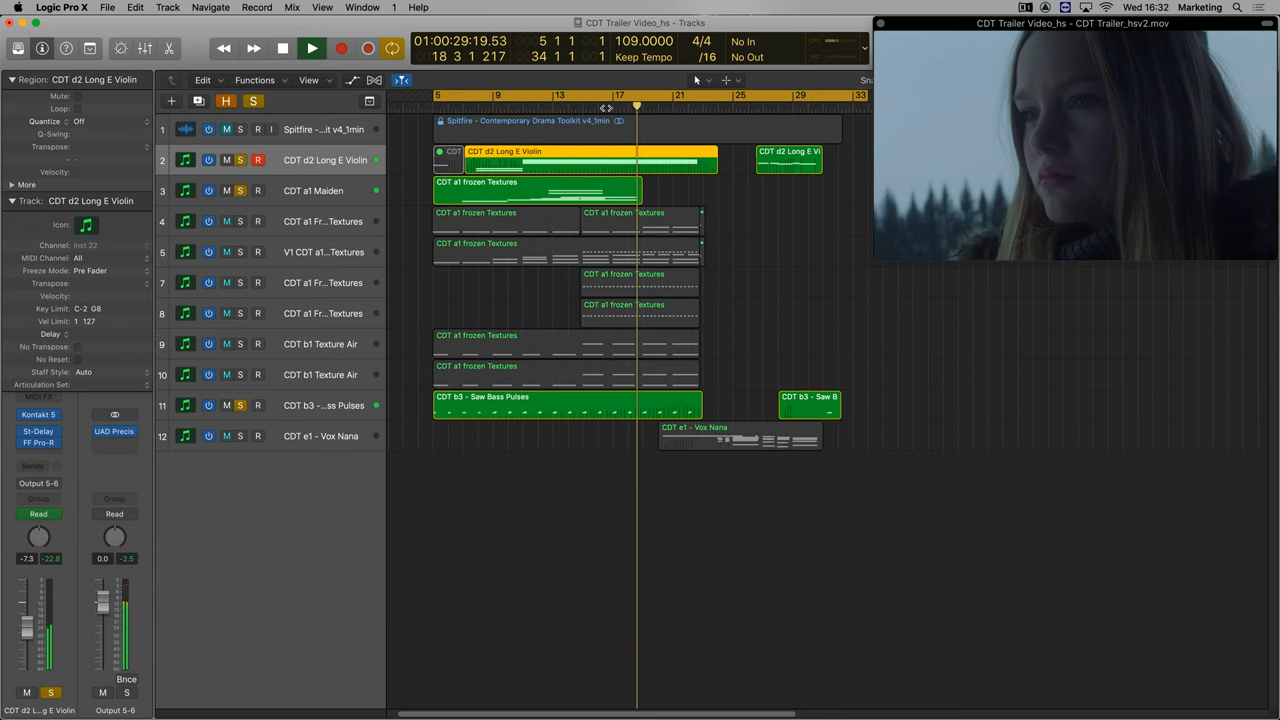 Logic Pro X File Edit Track Navigate Record Mix View Window 1 Help Wed 16:32 Marketing
CDT Trailer Video_hs - Tracks
CDT Trailer Video_hs - CDT Trailer_hsv2.mov
01:00:29:19.53 5 1 1 1 109.0000 4/4 No In
18 3 1 217 34 1 1 1 Keep Tempo /16 No Out
Region: CDT d2 Long E Violin
Edit Functions View Sna
Mute:
Loop:
Quantize Off
Q-Swing:
Transpose:
Velocity:
More
Track: CDT d2 Long E Violin
Icon:
Channel: Inst 22
MIDI Channel: All
Freeze Mode: Pre Fader
Transpose:
Velocity:
Key Limit: C-2 G8
Vel Limit: 1 127
Delay
No Transpose:
No Reset:
Staff Style: Auto
Articulation Set:
MIDI FX
Kontakt 5
St-Delay
FF Pro-R
UAD Precis
Sends
Output 5-6
Group Group
Read Read
-7.3 -22.8 0.0 -2.5
Bnce
M S M S
CDT d2 L...g E Violin Output 5-6
H S
5 9 13 17 21 25 29 33
1 M S R I Spitfire -...it v4_1min
Spitfire - Contemporary Drama Toolkit v4_1min
2 M S R CDT d2 Long E Violin
CDT CDT d2 Long E Violin CDT d2 Long E Vi
3 M S R CDT a1 Maiden
CDT a1 frozen Textures
4 M S R CDT a1 Fr...Textures
CDT a1 frozen Textures CDT a1 frozen Textures
5 M S R V1 CDT a1...Textures
CDT a1 frozen Textures
7 M S R CDT a1 Fr...Textures
CDT a1 frozen Textures
8 M S R CDT a1 Fr...Textures
CDT a1 frozen Textures
9 M S R CDT b1 Texture Air
CDT a1 frozen Textures
10 M S R CDT b1 Texture Air
CDT a1 frozen Textures
11 M S R CDT b3 -...ss Pulses
CDT b3 - Saw Bass Pulses CDT b3 - Saw B
12 M S R CDT e1 - Vox Nana
CDT e1 - Vox Nana